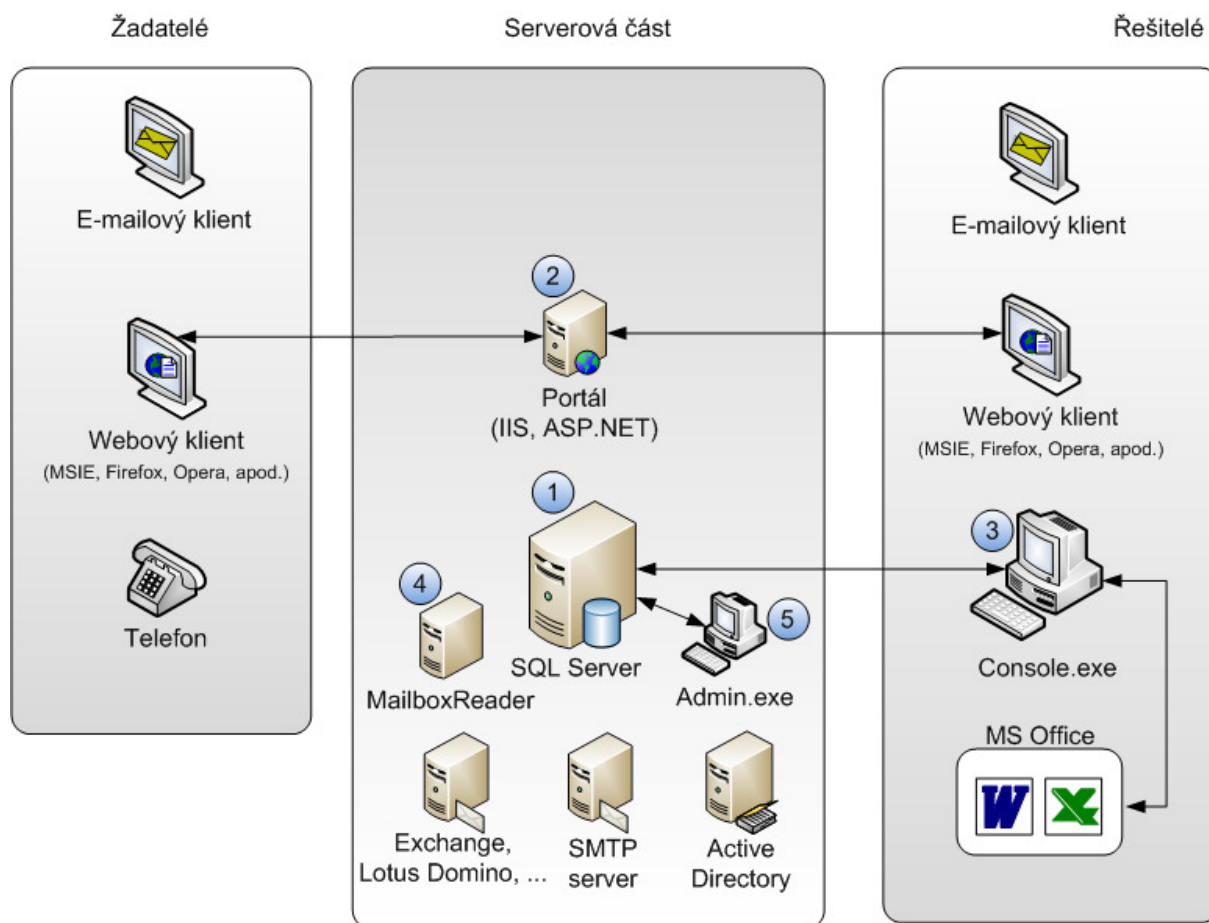 Žadatelé
Serverová část
Řešitelé
E-mailový klient
Webový klient
(MSIE, Firefox, Opera, apod.)
Telefon
2
Portál
(IIS, ASP.NET)
1
SQL Server
4
MailboxReader
5
Admin.exe
Exchange,
Lotus Domino, ...
SMTP
server
Active
Directory
E-mailový klient
Webový klient
(MSIE, Firefox, Opera, apod.)
3
Console.exe
MS Office
W
X